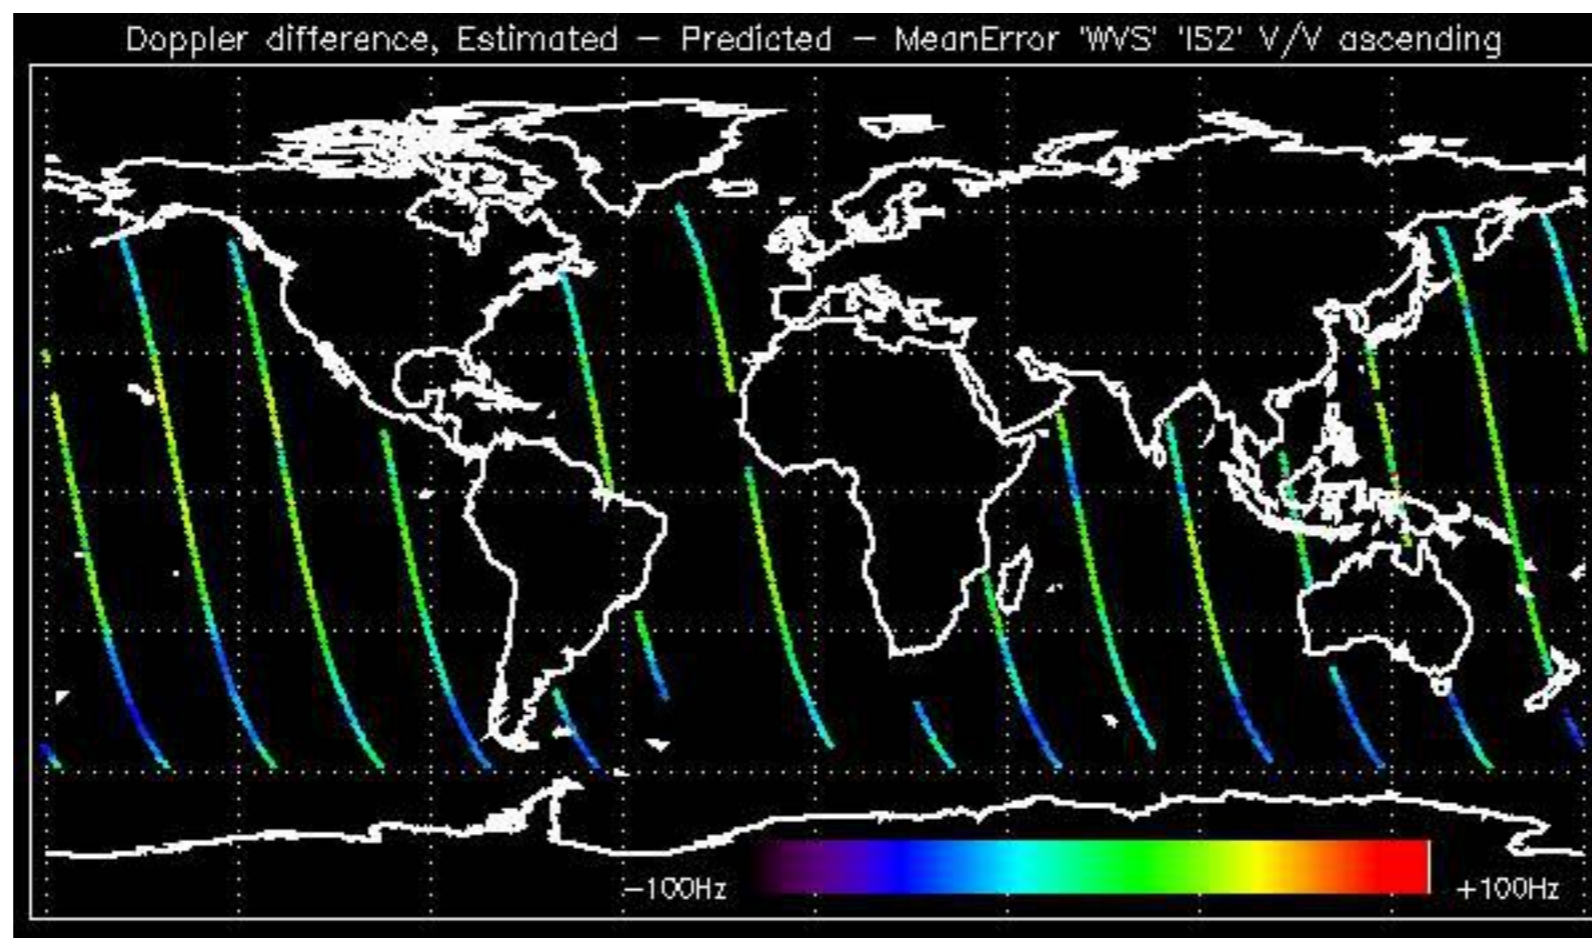 Doppler difference, Estimated – Predicted – MeanError 'WVS' 'IS2' V/V ascending
-100Hz +100Hz